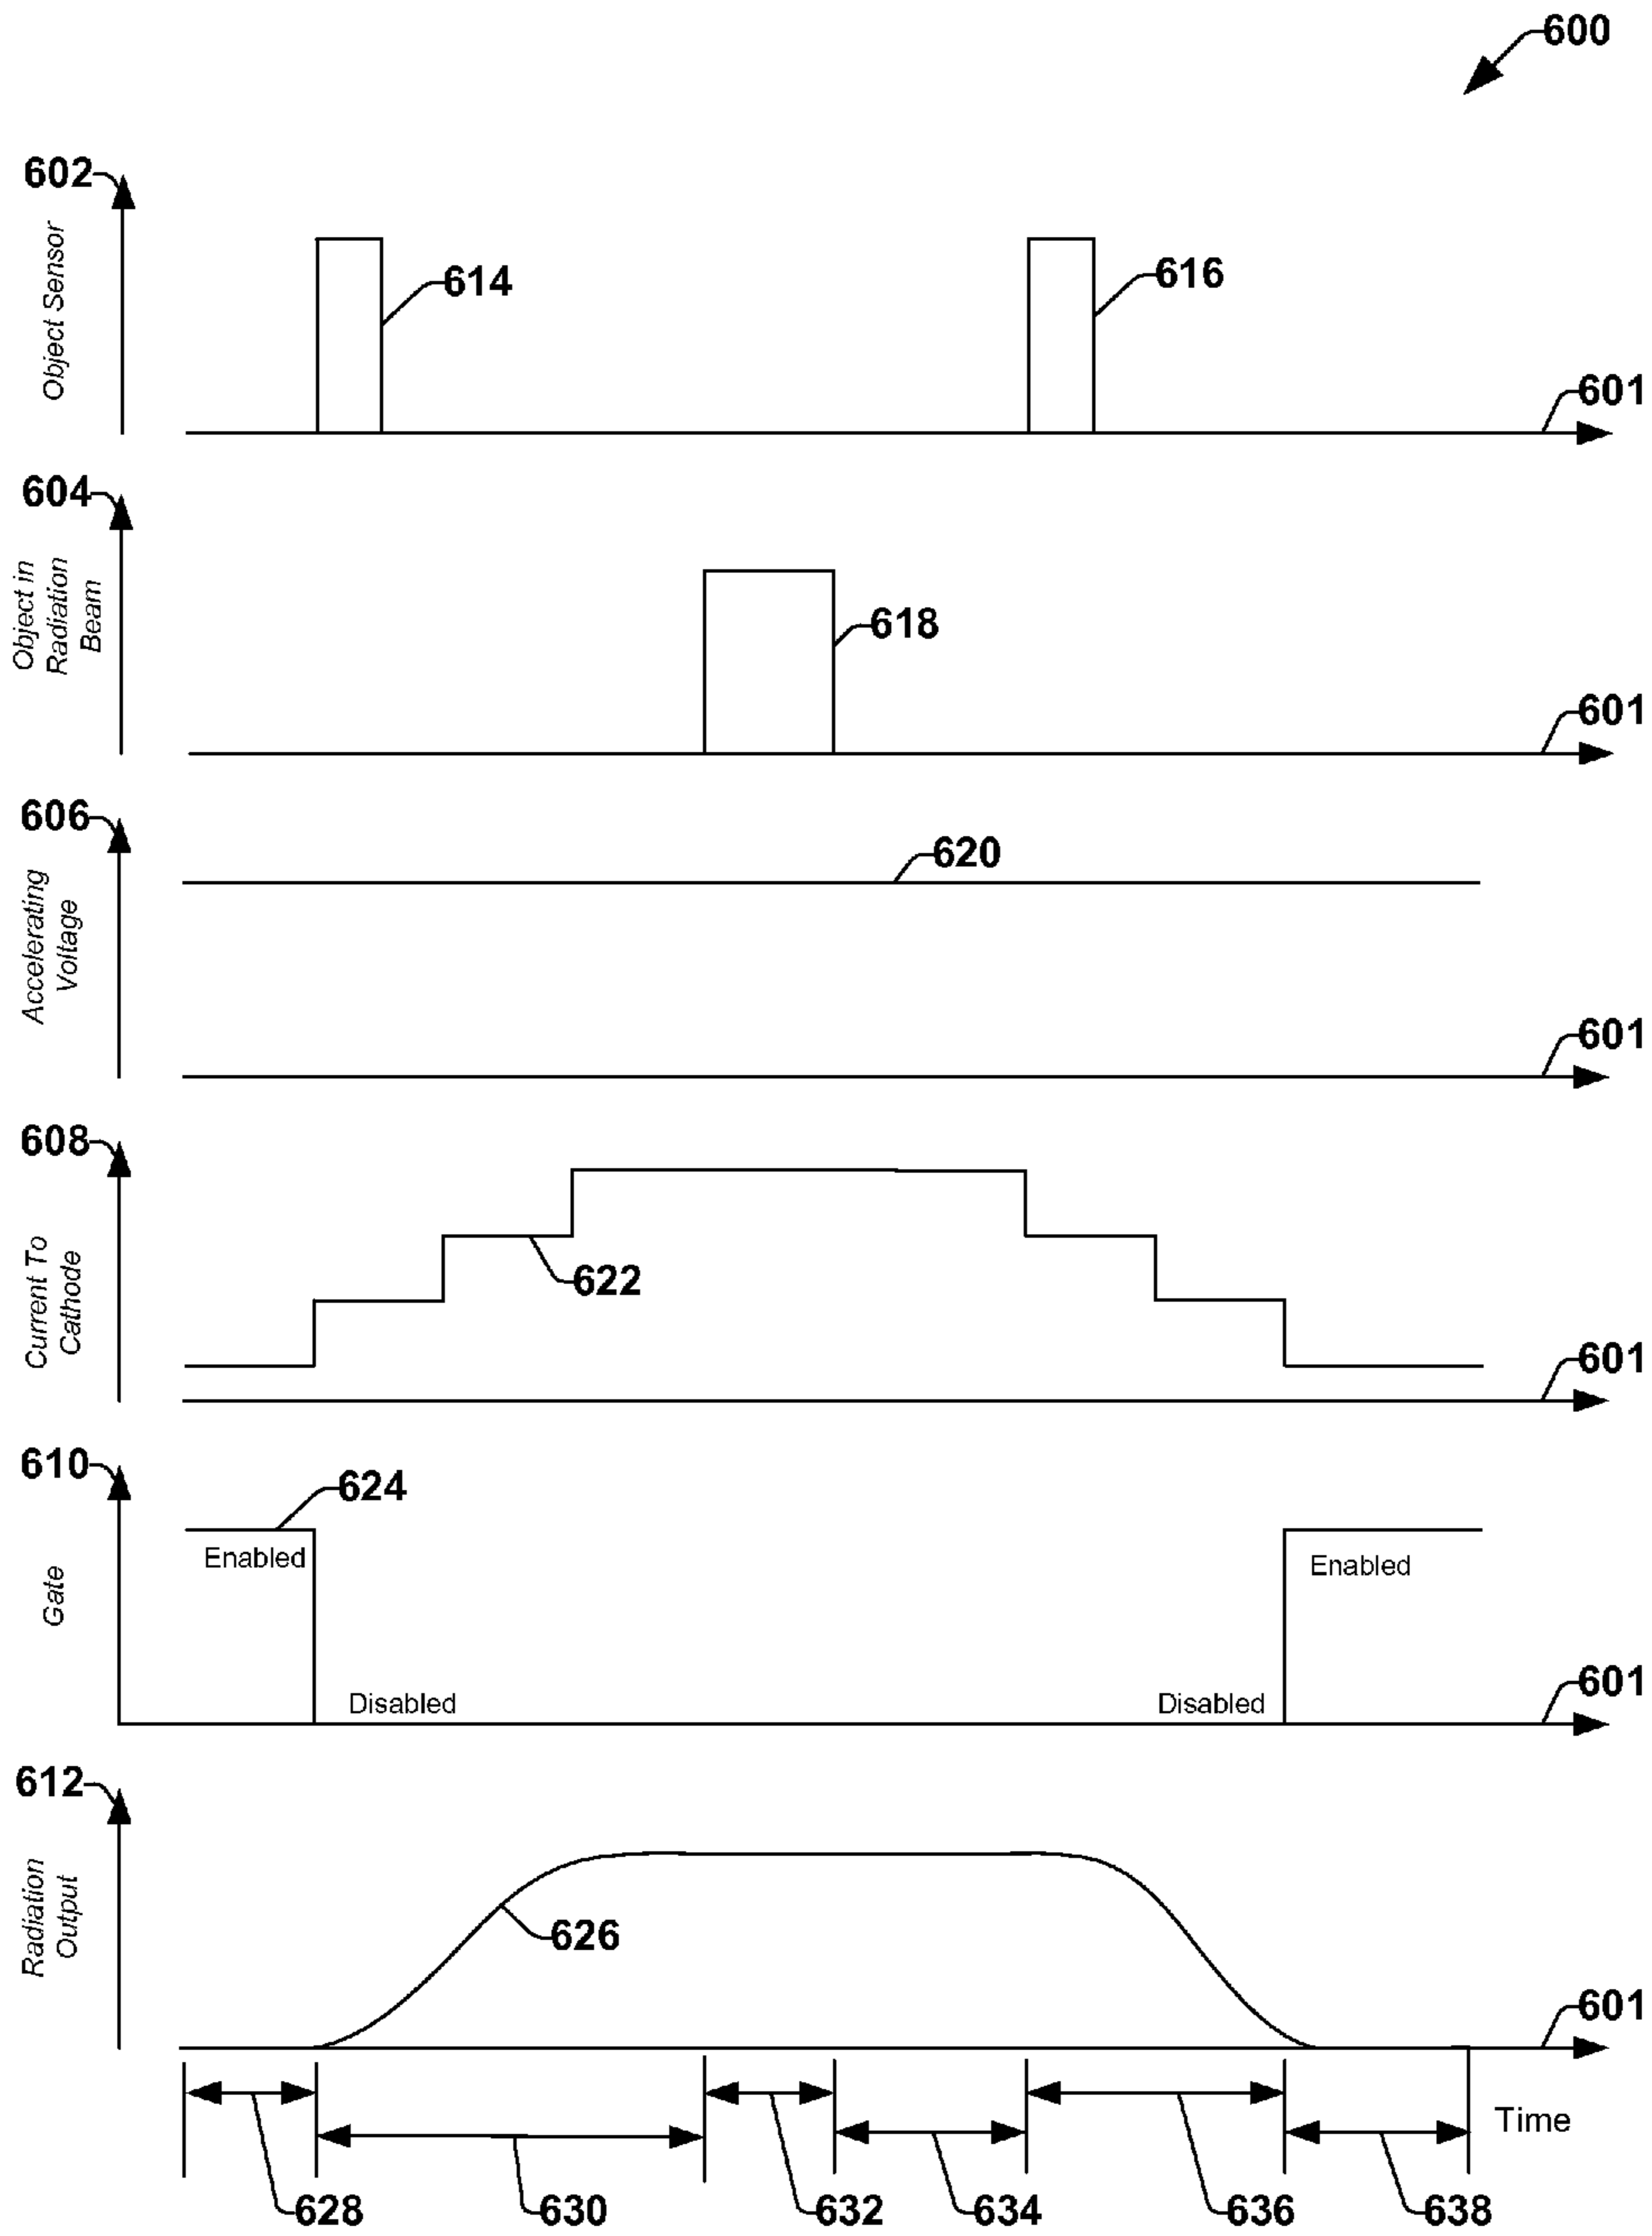 600
602
Object Sensor
614
616
601
604
Object in
Radiation
Beam
618
601
606
Accelerating
Voltage
620
601
608
Current To
Cathode
622
601
610
Gate
624
Enabled
Disabled
Disabled
Enabled
601
612
Radiation
Output
626
601
Time
628
630
632
634
636
638